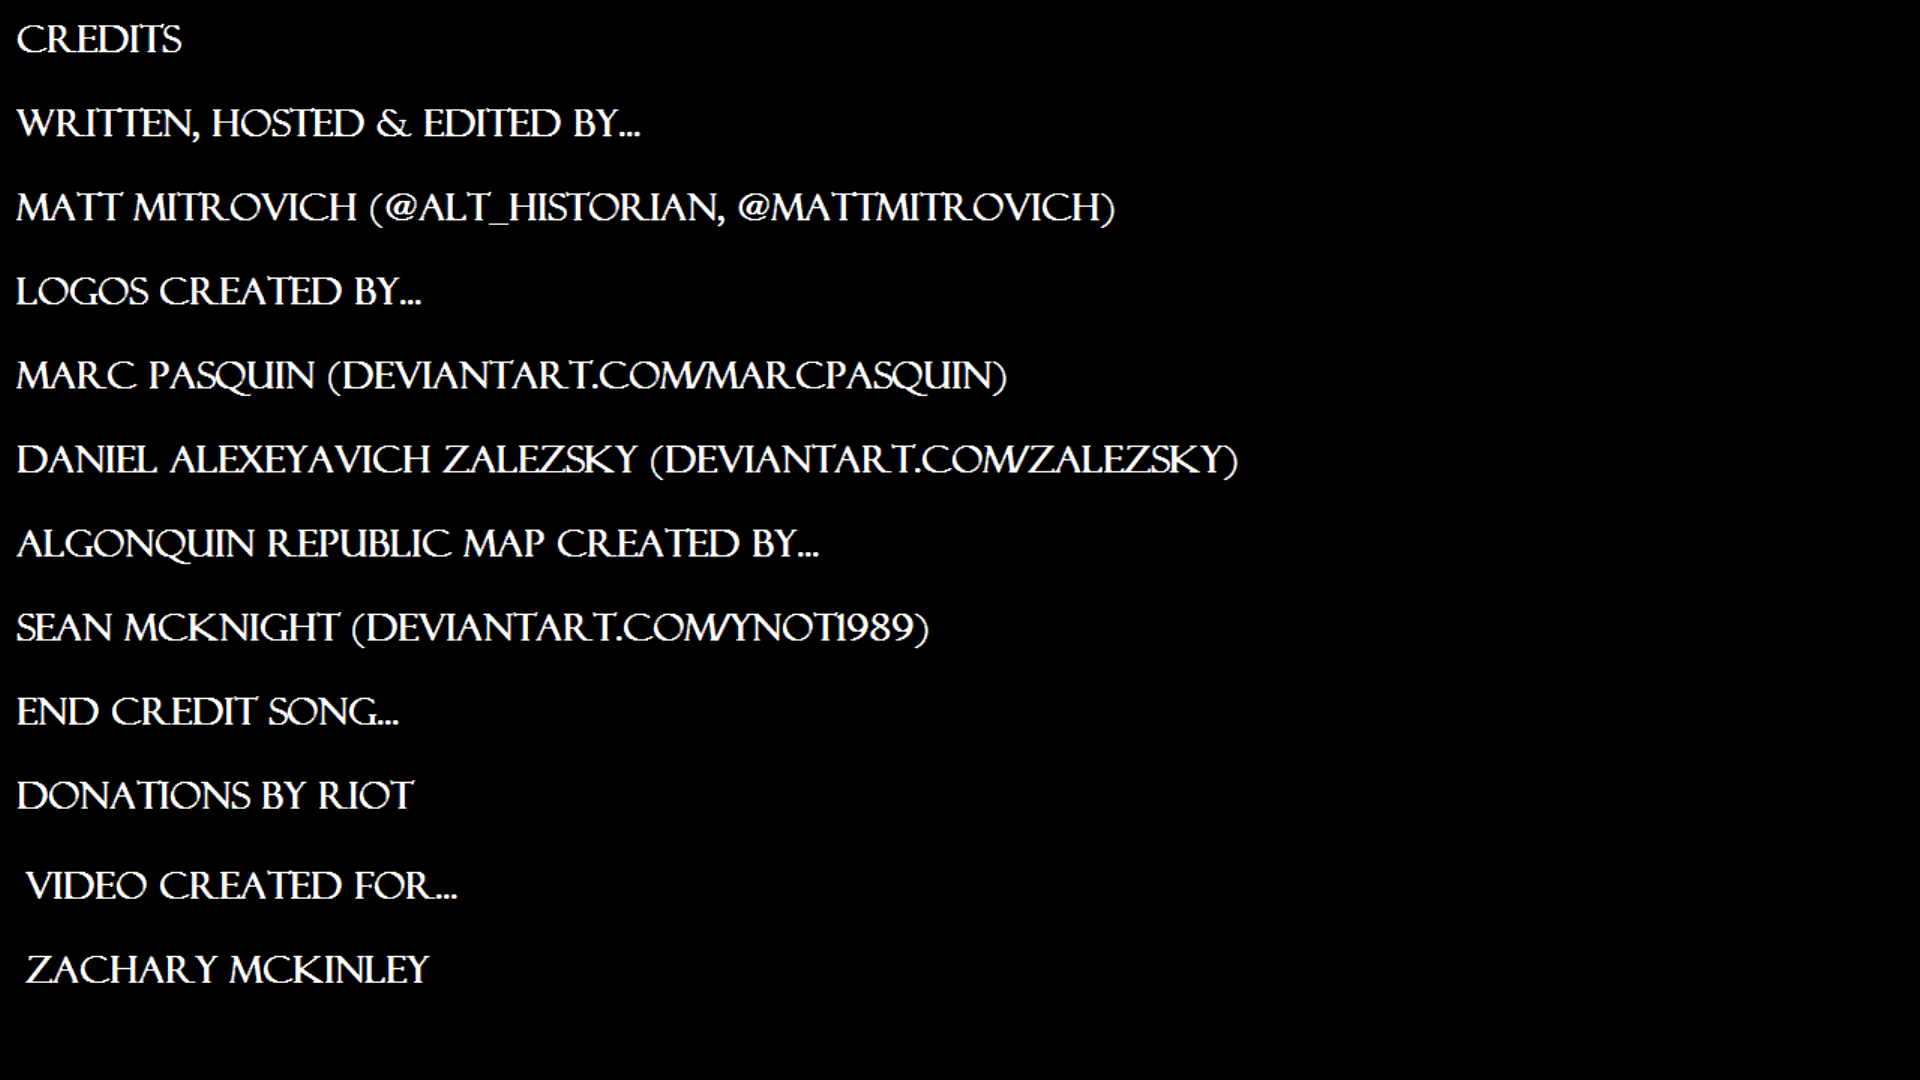 CREDITS
WRITTEN, HOSTED & EDITED BY...
MATT MITROVICH (@ALT_HISTORIAN, @MATTMITROVICH)
LOGOS CREATED BY...
MARC PASQUIN (DEVIANTART.COM/MARCPASQUIN)
DANIEL ALEXEYAVICH ZALEZSKY (DEVIANTART.COM/ZALEZSKY)
ALGONQUIN REPUBLIC MAP CREATED BY...
SEAN MCKNIGHT (DEVIANTART.COM/YNOT1989)
END CREDIT SONG...
DONATIONS BY RIOT
VIDEO CREATED FOR...
ZACHARY MCKINLEY